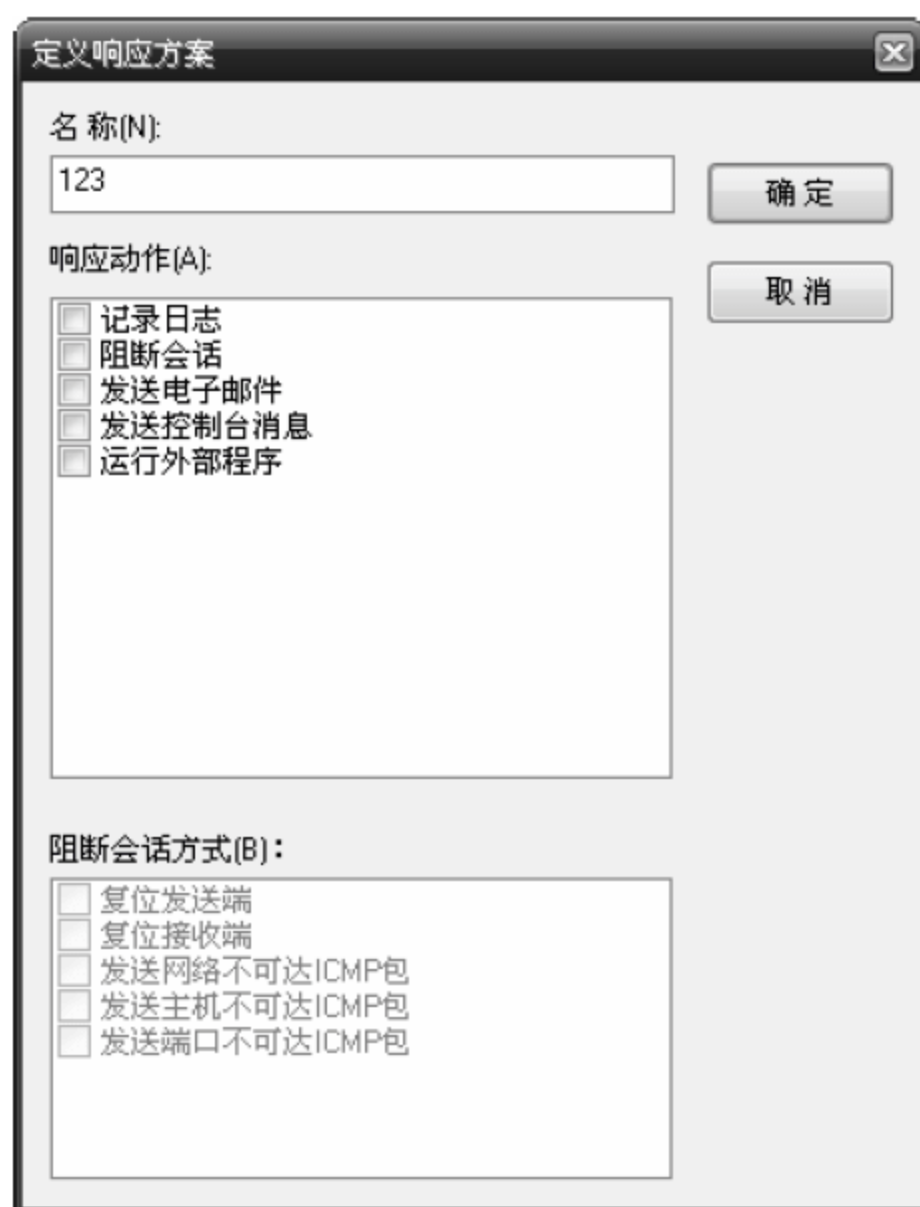 定义响应方案
名 称(N):
123
确 定
响应动作(A):
取 消
记录日志
阻断会话
发送电子邮件
发送控制台消息
运行外部程序
阻断会话方式(B)：
复位发送端
复位接收端
发送网络不可达ICMP包
发送主机不可达ICMP包
发送端口不可达ICMP包